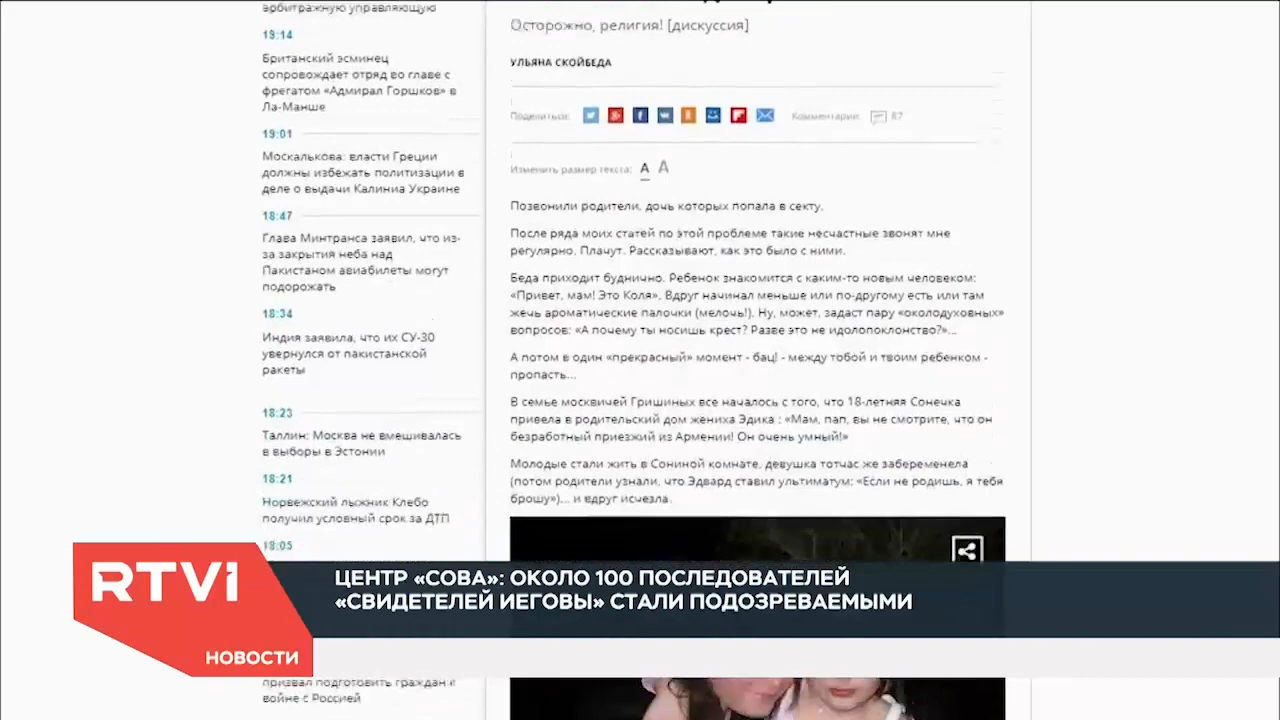 арбитражную управляющую
19:14
Британский эсминец
сопровождает отряд во главе с
фрегатом «Адмирал Горшков» в
Ла-Манше
19:01
Москалькова: власти Греции
должны избежать политизации в
деле о выдачи Калиниа Украине
18:47
Глава Минтранса заявил, что из-
за закрытия неба над
Пакистаном авиабилеты могут
подорожать
18:34
Индия заявила, что их СУ-30
увернулся от пакистанской
ракеты
18:23
Таллин: Москва не вмешивалась
в выборы в Эстонии
18:21
Норвежский лыжник Клебо
получил условный срок за ДТП
18:05
призвал подготовить граждан к
войне с Россией
Осторожно, религия! [дискуссия]
УЛЬЯНА СКОЙБЕДА
Поделиться:
Комментарии: 87
Изменить размер текста: A A
Позвонили родители, дочь которых попала в секту.
После ряда моих статей по этой проблеме такие несчастные звонят мне
регулярно. Плачут. Рассказывают, как это было с ними.
Беда приходит буднично. Ребенок знакомится с каким-то новым человеком:
«Привет, мам! Это Коля». Вдруг начинал меньше или по-другому есть или там
жечь ароматические палочки (мелочь!). Ну, может, задаст пару «околодуховных»
вопросов: «А почему ты носишь крест? Разве это не идолопоклонство?»...
А потом в один «прекрасный» момент - бац! - между тобой и твоим ребенком -
пропасть...
В семье москвичей Гришиных все началось с того, что 18-летняя Сонечка
привела в родительский дом жениха Эдика : «Мам, пап, вы не смотрите, что он
безработный приезжий из Армении! Он очень умный!»
Молодые стали жить в Сониной комнате, девушка тотчас же забеременела
(потом родители узнали, что Эдвард ставил ультиматум: «Если не родишь, я тебя
брошу»)... и вдруг исчезла.
RTVI
НОВОСТИ
ЦЕНТР «СОВА»: ОКОЛО 100 ПОСЛЕДОВАТЕЛЕЙ
«СВИДЕТЕЛЕЙ ИЕГОВЫ» СТАЛИ ПОДОЗРЕВАЕМЫМИ